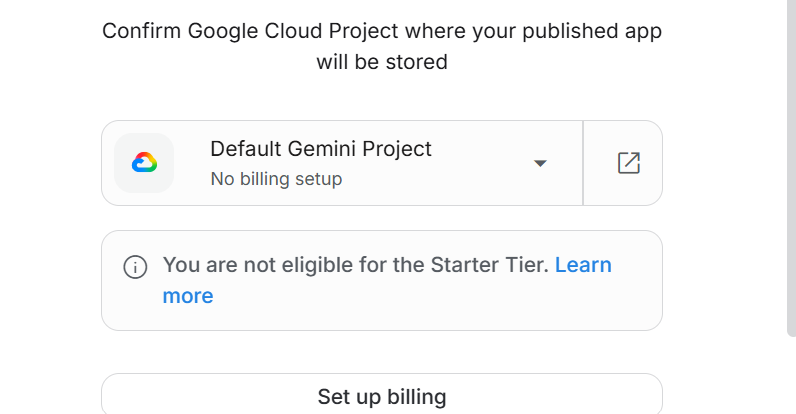 Confirm Google Cloud Project where your published app
will be stored
Default Gemini Project
No billing setup
You are not eligible for the Starter Tier. Learn
more
Set up billing